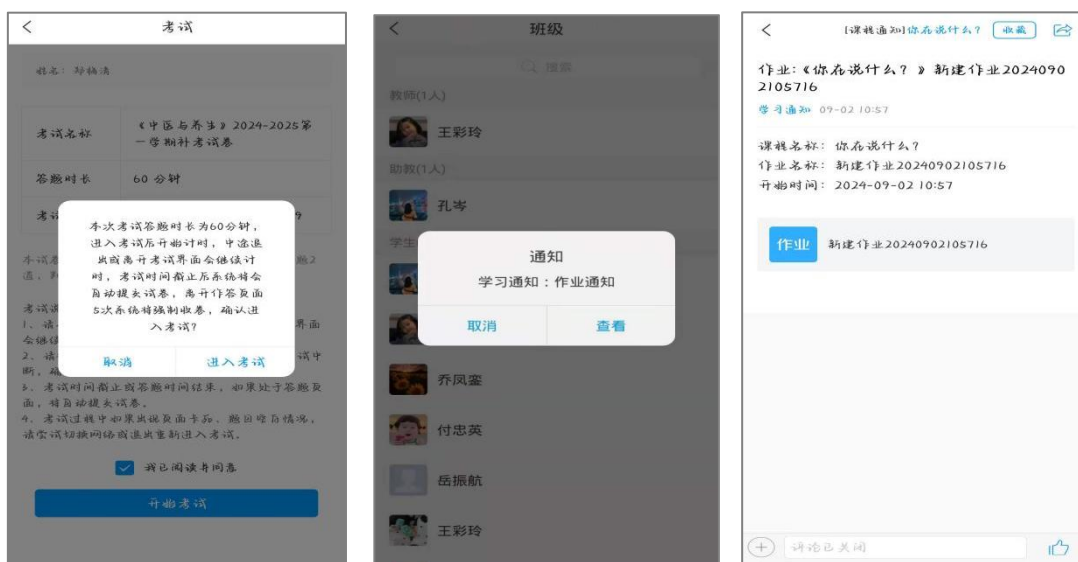 考试
姓名：
考试名称
《中医与养生》2024-2025第
一学期补考试卷
答题时长
60 分钟
本次考试答题时长为60分钟，
进入考试后开始计时，中途退
出或离开考试界面会继续计
时，考试时间截止后系统将会
自动提交试卷，离开作答页面
5次系统将强制收卷，确认进
入考试？
取消
进入考试
3、考试时间截止或答题时间结束，如果处于答题页
面，将自动提交试卷。
4、考试过程中如果出现页面卡死、题目空白情况，
请尝试切换网络或退出重新进入考试。
我已阅读并同意
开始考试
班级
搜索
教师(1人)
王彩玲
助教(1人)
孔岑
学生
通知
学习通知：作业通知
取消
查看
乔凤銮
付忠英
岳振航
王彩玲
[课程通知]你在说什么？
收藏
作业:《你在说什么？》新建作业2024090
2105716
学习通知 09-02 10:57
课程名称： 你在说什么？
作业名称： 新建作业20240902105716
开始时间： 2024-09-02 10:57
作业
新建作业20240902105716
评论已关闭